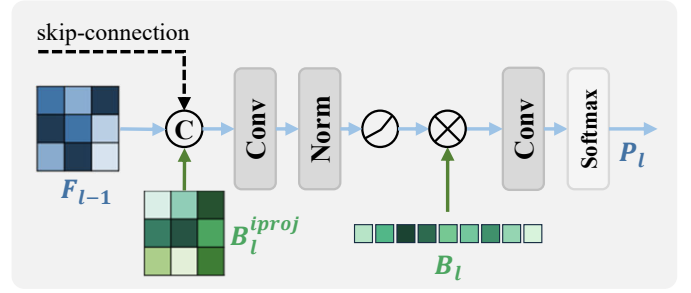 skip-connection
C
Conv
Norm
Conv
Softmax
P_l
F_{l-1}
B_l^{iproj}
B_l